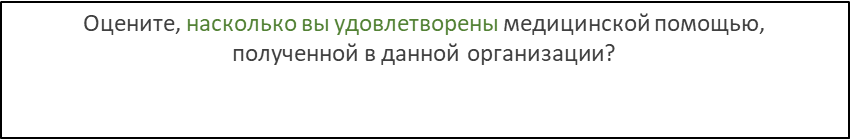 Оцените, насколько вы удовлетворены медицинской помощью,
полученной в данной организации?